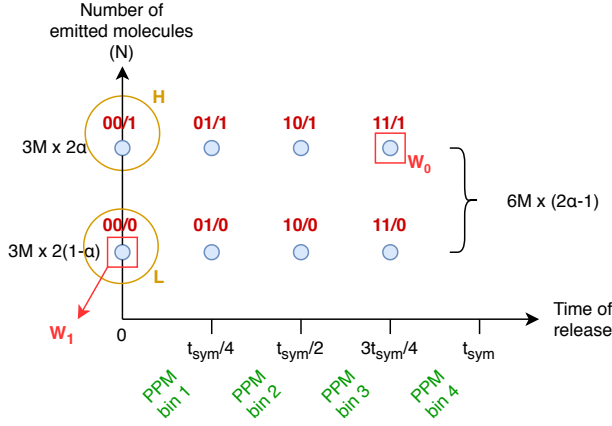 Number of
emitted molecules
(N)
H
00/1 01/1 10/1 11/1
3M x 2α
W0
6M x (2α-1)
00/0 01/0 10/0 11/0
3M x 2(1-α)
L
W1
Time of
release
0 tsym/4 tsym/2 3tsym/4 tsym
PPM
bin 1
PPM
bin 2
PPM
bin 3
PPM
bin 4